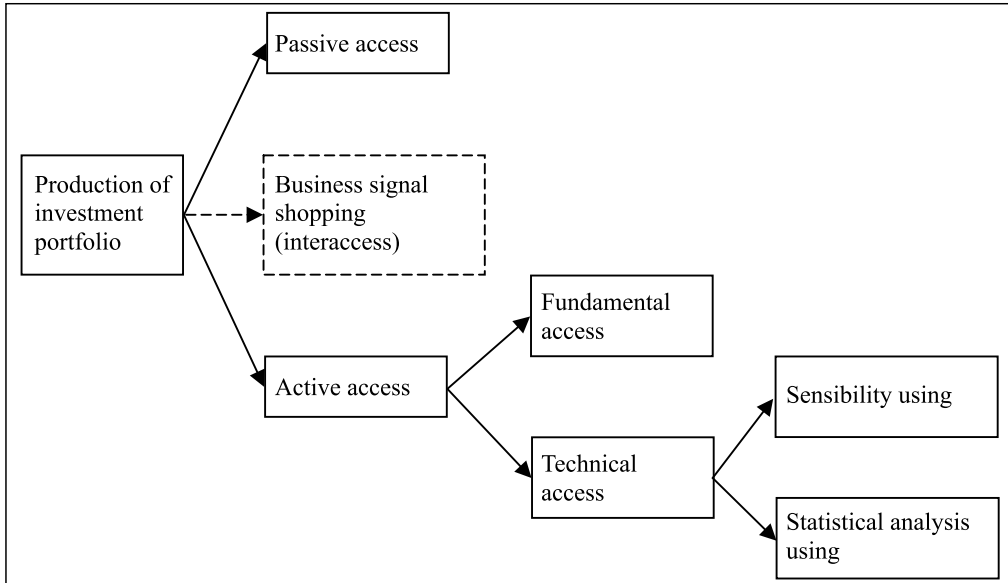 Passive access
Production of
investment
portfolio
Business signal
shopping
(interaccess)
Active access
Fundamental
access
Technical
access
Sensibility using
Statistical analysis
using